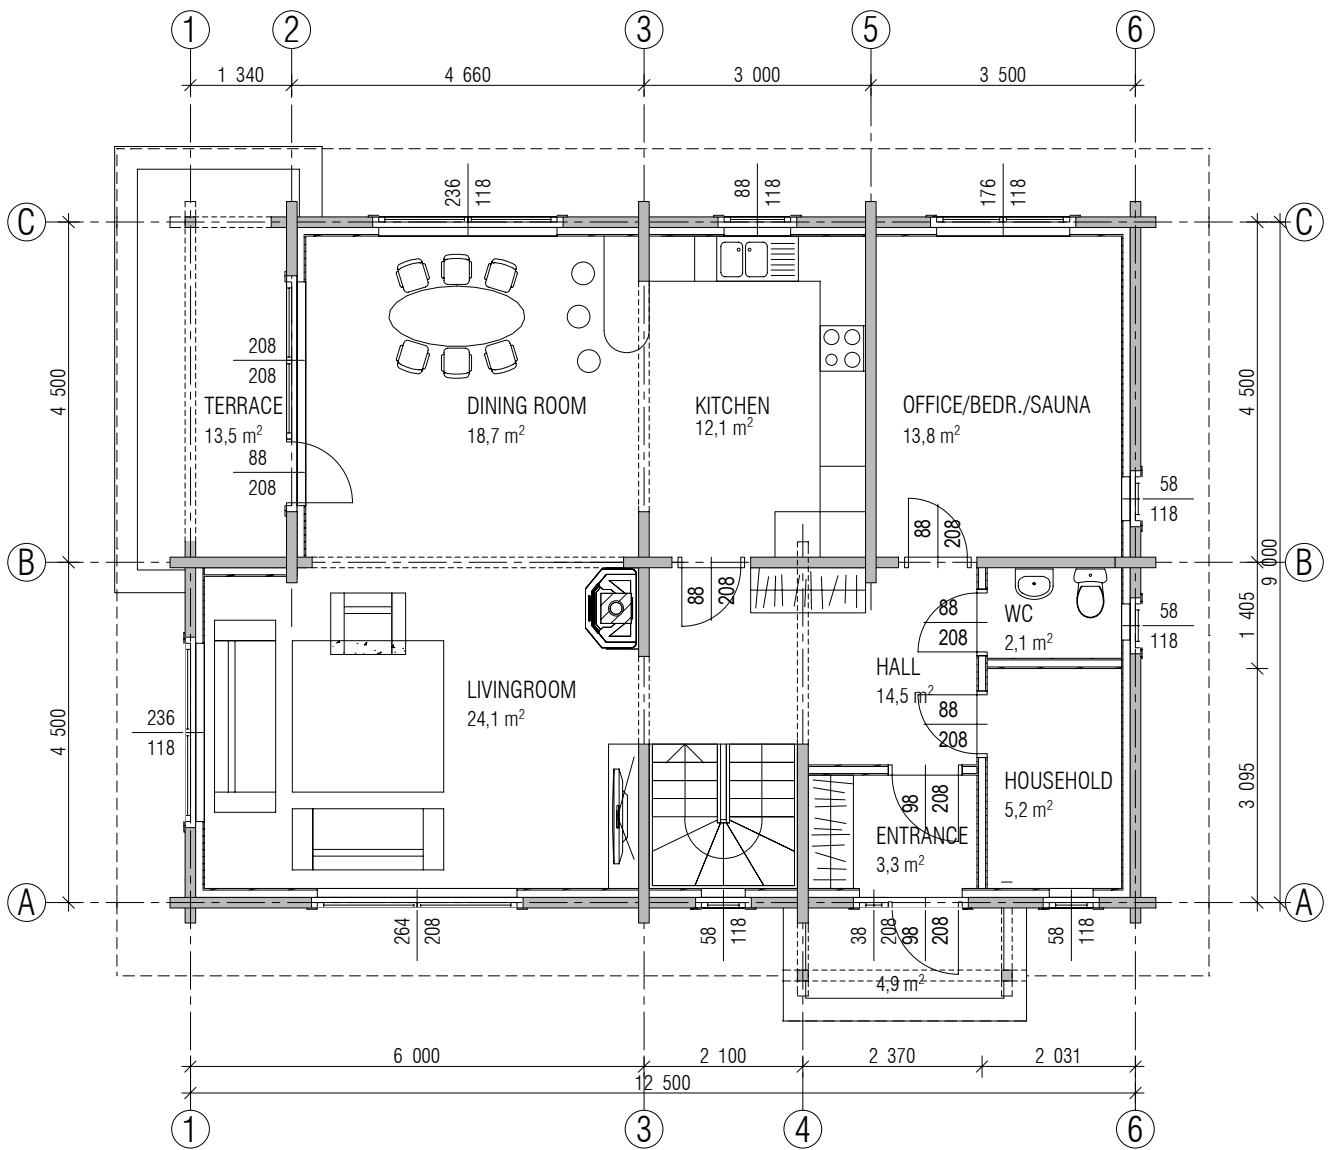 1
2
3
5
6
1 340
4 660
3 000
3 500
236
118
88
118
176
118
C
C
208
208
TERRACE
13,5 m²
88
208
DINING ROOM
18,7 m²
KITCHEN
12,1 m²
OFFICE/BEDR./SAUNA
13,8 m²
4 500
4 500
58
118
88
208
B
B
9 000
88
208
88
208
WC
2,1 m²
58
118
1 405
HALL
14,5 m²
LIVINGROOM
24,1 m²
88
208
236
118
4 500
HOUSEHOLD
5,2 m²
3 095
98
208
ENTRANCE
3,3 m²
A
A
264
208
58
118
38
208
98
208
58
118
4,9 m²
6 000
2 100
2 370
2 031
12 500
1
3
4
6